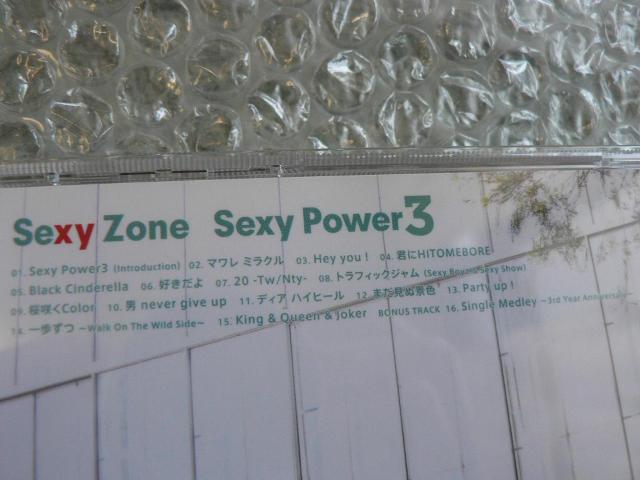 Sexy Zone Sexy Power3
01. Sexy Power3 (Introduction) 02. マワレ ミラクル 03. Hey you！ 04. 君にHITOMEBORE
05. Black Cinderella 06. 好きだよ 07. 20 -Tw/Nty- 08. トラフィックジャム (Sexy Boyz☆Sexy Show)
09. 桜咲くColor 10. 男 never give up 11. ディア ハイヒール 12. まだ見ぬ景色 13. Party up！
14. 一歩ずつ ～Walk On The Wild Side～ 15. King & Queen & Joker BONUS TRACK 16. Single Medley ～3rd Year Anniversary～